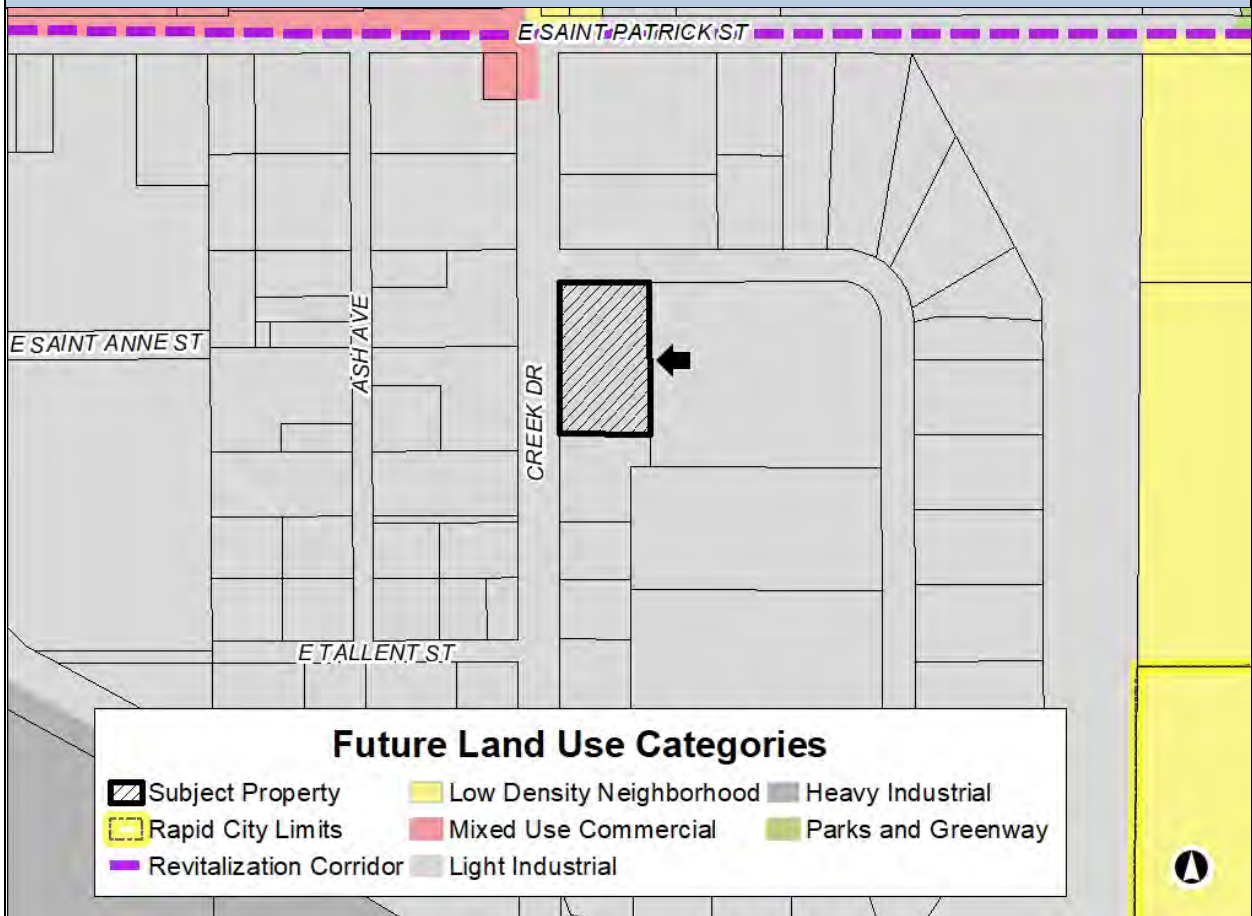 E SAINT PATRICK ST
E SAINT ANNE ST
ASH AVE
CREEK DR
E TALLENT ST
Future Land Use Categories
Subject Property
Low Density Neighborhood
Heavy Industrial
Rapid City Limits
Mixed Use Commercial
Parks and Greenway
Revitalization Corridor
Light Industrial